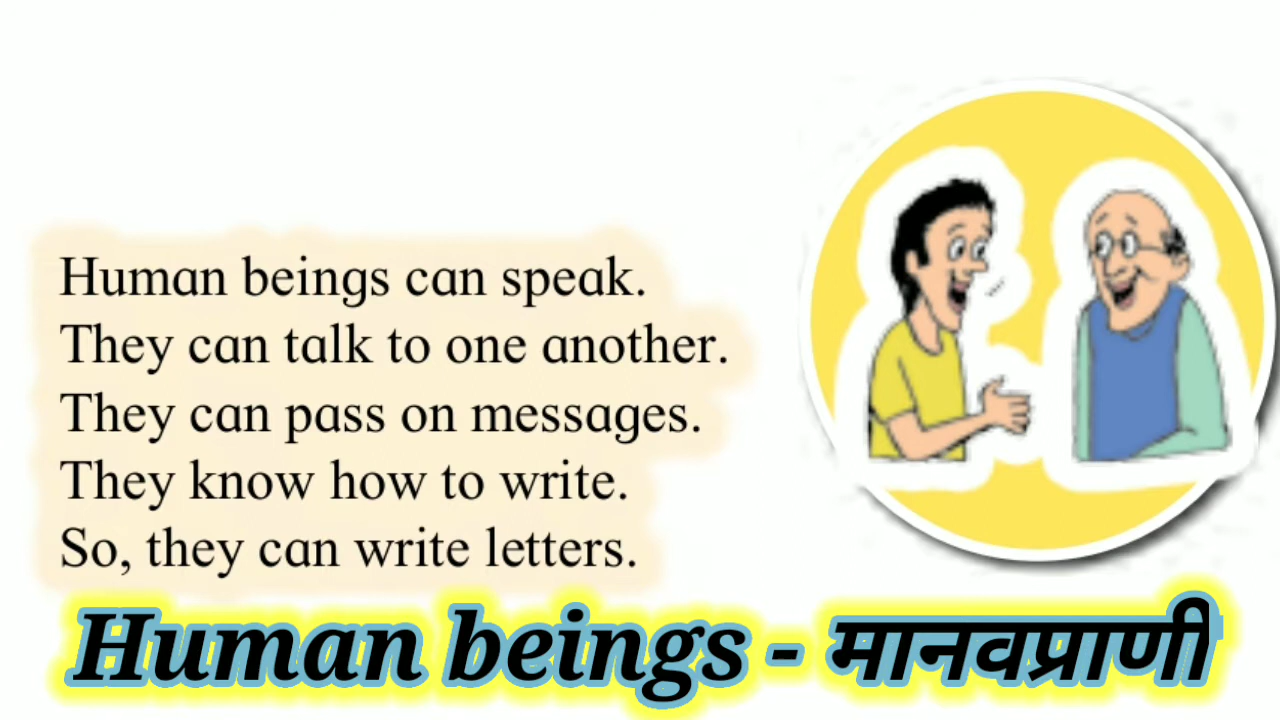 Human beings can speak.
They can talk to one another.
They can pass on messages.
They know how to write.
So, they can write letters.
Human beings - मानवप्राणी